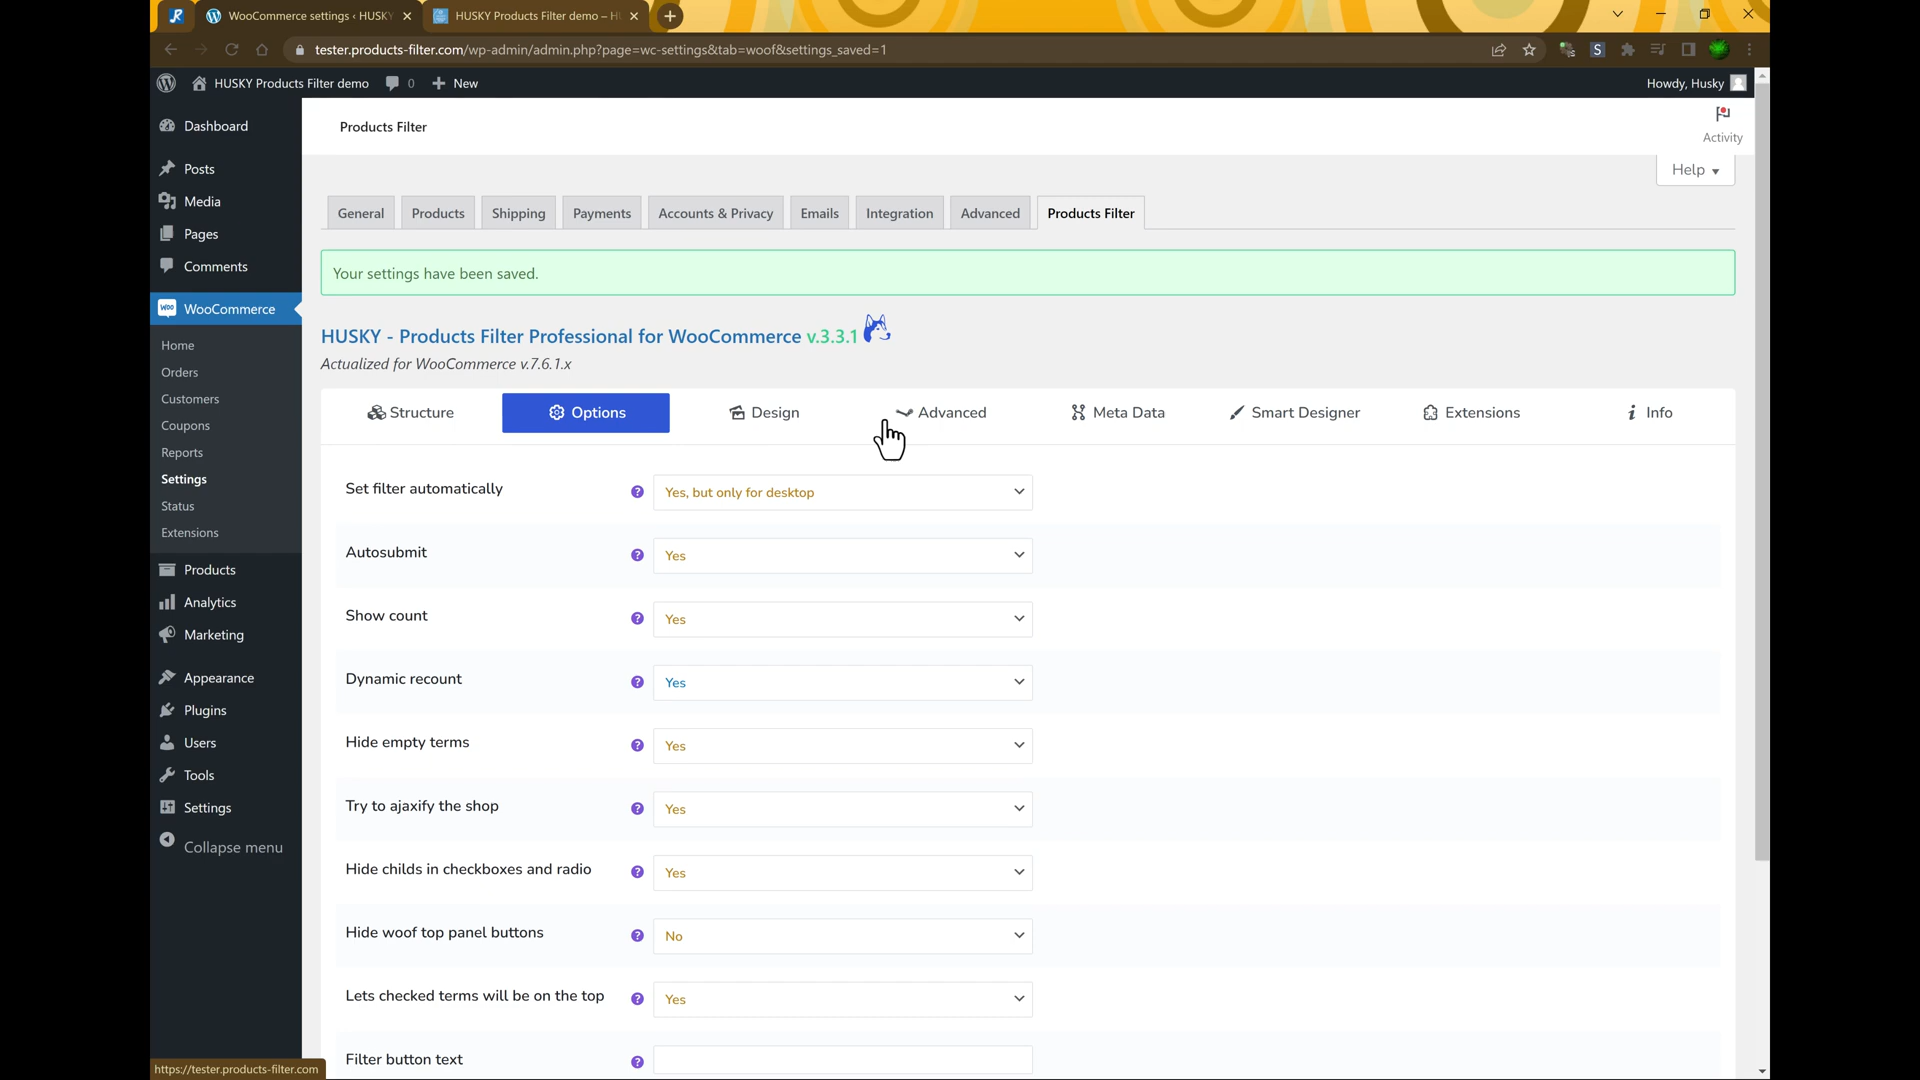 WooCommerce settings ‹ HUSKY
HUSKY Products Filter demo – H
tester.products-filter.com/wp-admin/admin.php?page=wc-settings&tab=woof&settings_saved=1
HUSKY Products Filter demo
0
New
Howdy, Husky
Dashboard
Posts
Media
Pages
Comments
WooCommerce
Home
Orders
Customers
Coupons
Reports
Settings
Status
Extensions
Products
Analytics
Marketing
Appearance
Plugins
Users
Tools
Settings
Collapse menu
https://tester.products-filter.com
Products Filter
Activity
Help
General
Products
Shipping
Payments
Accounts & Privacy
Emails
Integration
Advanced
Products Filter
Your settings have been saved.
HUSKY - Products Filter Professional for WooCommerce v.3.3.1
Actualized for WooCommerce v.7.6.1.x
Structure
Options
Design
Advanced
Meta Data
Smart Designer
Extensions
Info
Set filter automatically
Yes, but only for desktop
Autosubmit
Yes
Show count
Yes
Dynamic recount
Yes
Hide empty terms
Yes
Try to ajaxify the shop
Yes
Hide childs in checkboxes and radio
Yes
Hide woof top panel buttons
No
Lets checked terms will be on the top
Yes
Filter button text